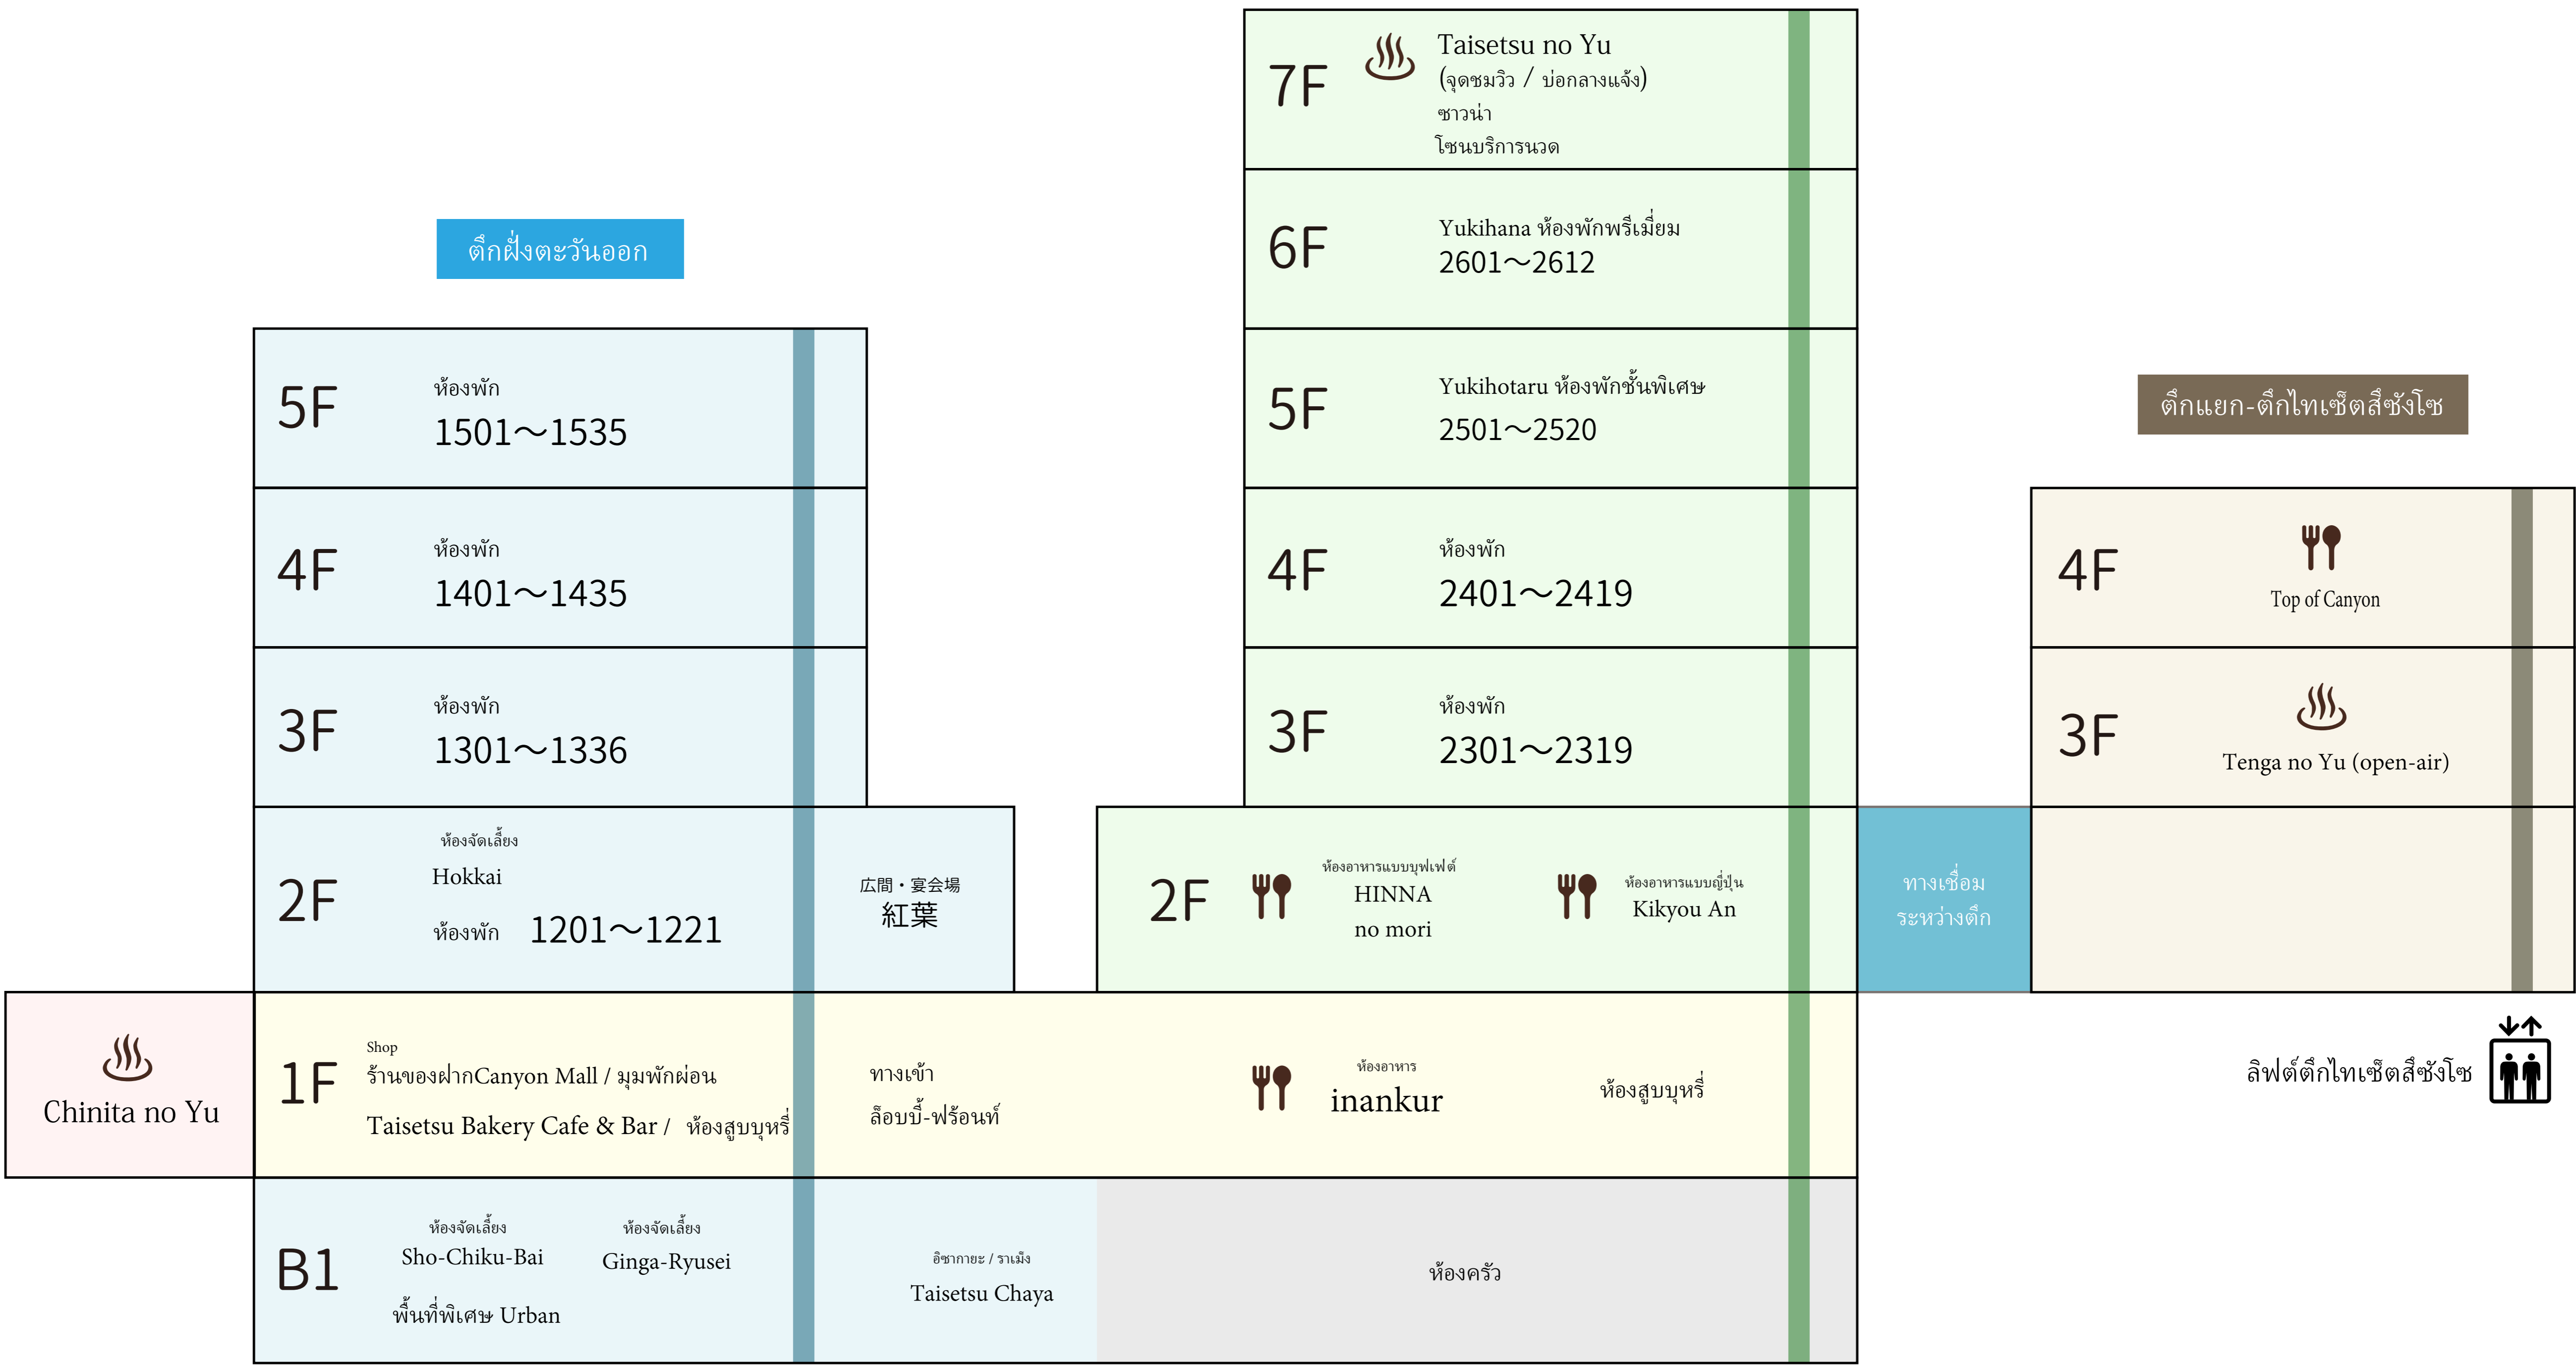 ตึกฝั่งตะวันออก
5F
ห้องพัก
1501～1535
4F
ห้องพัก
1401～1435
3F
ห้องพัก
1301～1336
2F
ห้องจัดเลี้ยง
Hokkai
ห้องพัก 1201～1221
広間・宴会場
紅葉
7F
Taisetsu no Yu
(จุดชมวิว / บ่อกลางแจ้ง)
ซาวน่า
โซนบริการนวด
6F
Yukihana ห้องพักพรีเมี่ยม
2601～2612
5F
Yukihotaru ห้องพักชั้นพิเศษ
2501～2520
4F
ห้องพัก
2401～2419
3F
ห้องพัก
2301～2319
2F
ห้องอาหารแบบบุฟเฟต์
HINNA
no mori
ห้องอาหารแบบญี่ปุ่น
Kikyou An
ทางเชื่อม
ระหว่างตึก
ตึกแยก-ตึกไทเซ็ตสึซังโซ
4F
Top of Canyon
3F
Tenga no Yu (open-air)
ลิฟต์ตึกไทเซ็ตสึซังโซ
Chinita no Yu
1F
Shop
ร้านของฝากCanyon Mall / มุมพักผ่อน
Taisetsu Bakery Cafe & Bar / ห้องสูบบุหรี่
ทางเข้า
ล็อบบี้-ฟร้อนท์
ห้องอาหาร
inankur
ห้องสูบบุหรี่
B1
ห้องจัดเลี้ยง
Sho-Chiku-Bai
ห้องจัดเลี้ยง
Ginga-Ryusei
พื้นที่พิเศษ Urban
อิซากายะ / ราเม็ง
Taisetsu Chaya
ห้องครัว